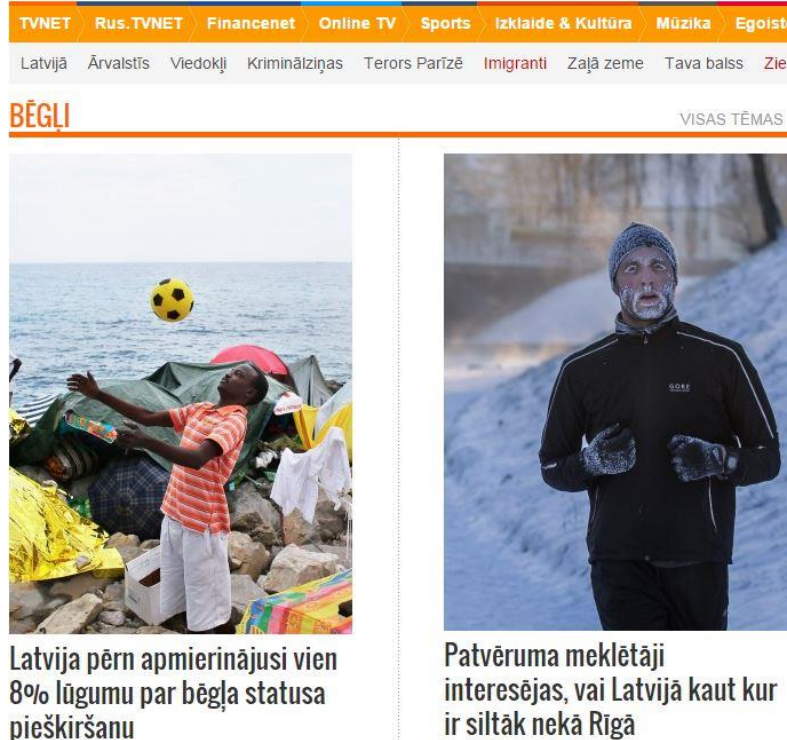 TVNET Rus.TVNET Financenet Online TV Sports Izklaide & Kultūra Mūzika
Latvijā Ārvalstīs Viedokļi Kriminālziņas Terors Parīzē Imigranti Zaļā zeme Tava balss
BĒGĻI
VISAS TĒMAS
GORE
Latvija pērn apmierinājusi vien
8% lūgumu par bēgļa statusa
piešķiršanu
Patvēruma meklētāji
interesējas, vai Latvijā kaut kur
ir siltāk nekā Rīgā